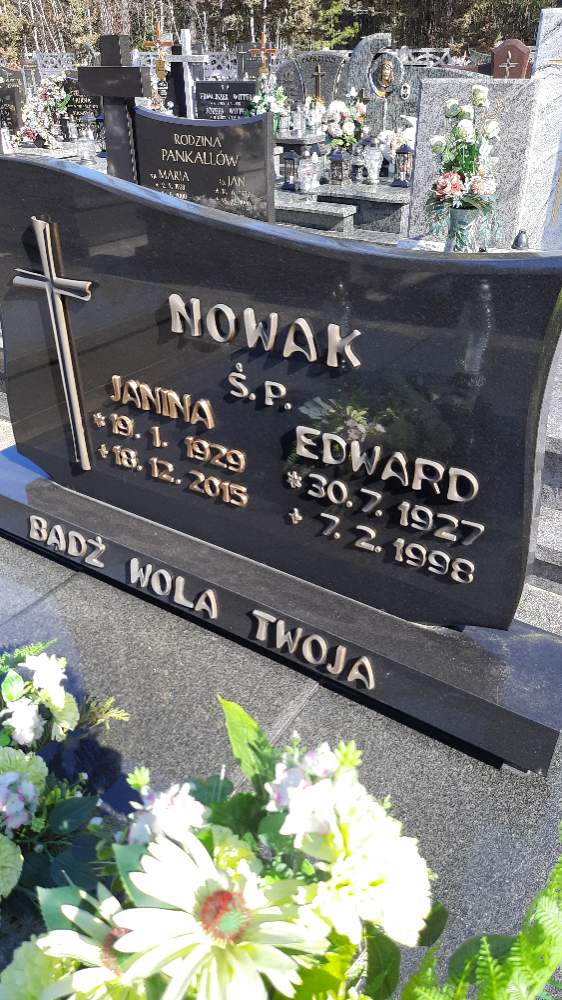 RODZINA
PANKALLÓW
MARIA
JAN
NOWAK
Ś.P.
JANINA
*19. 1. 1929
+18. 12. 2015
EDWARD
*30. 7. 1927
+ 7. 2. 1998
BĄDŹ WOLA TWOJA